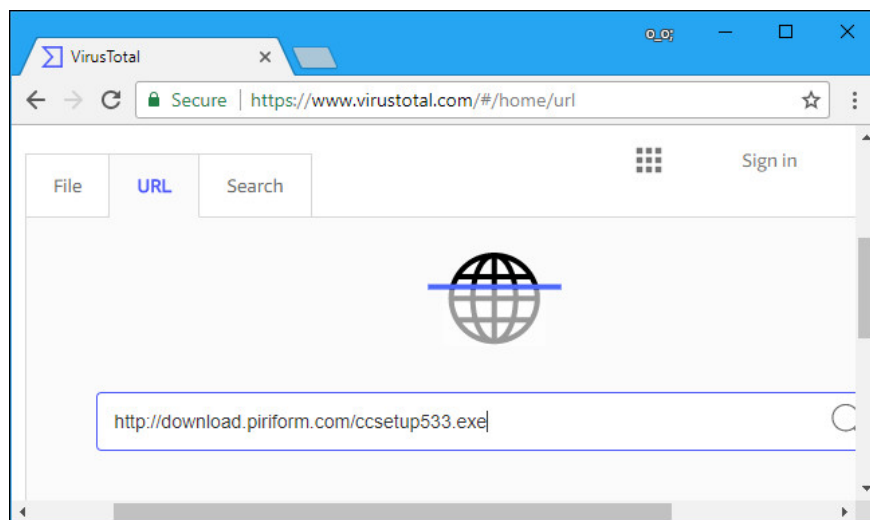 o_o;
VirusTotal
Secure | https://www.virustotal.com/#/home/url
File URL Search Sign in
http://download.piriform.com/ccsetup533.exe